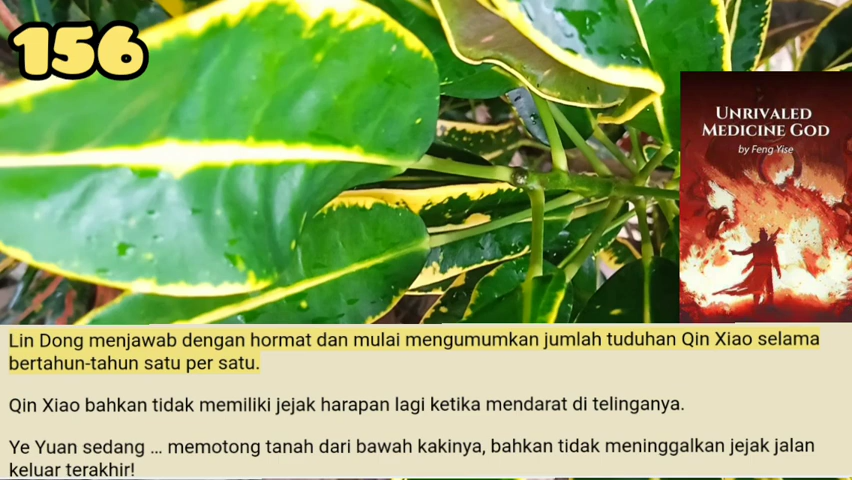 156
UNRIVALED
MEDICINE GOD
by Feng Yise
Lin Dong menjawab dengan hormat dan mulai mengumumkan jumlah tuduhan Qin Xiao selama
bertahun-tahun satu per satu.
Qin Xiao bahkan tidak memiliki jejak harapan lagi ketika mendarat di telinganya.
Ye Yuan sedang ... memotong tanah dari bawah kakinya, bahkan tidak meninggalkan jejak jalan
keluar terakhir!